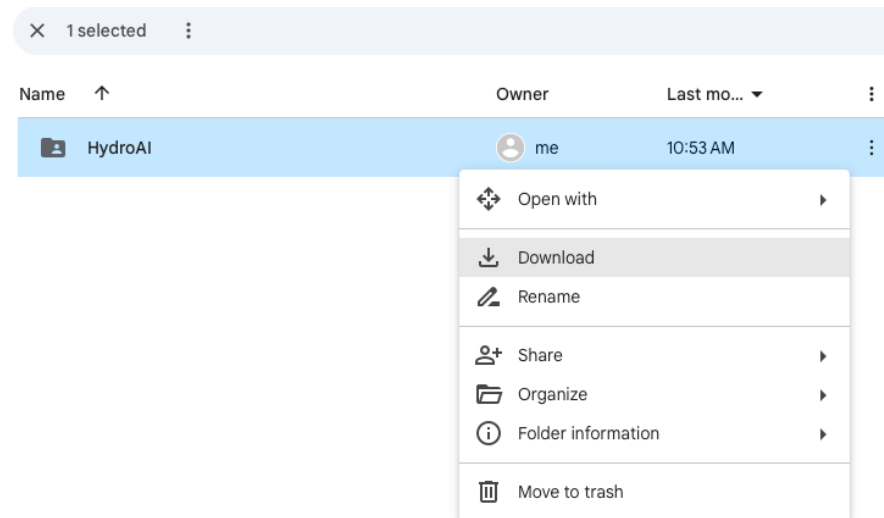 1 selected
Name Owner Last mo...
HydroAI me 10:53 AM
Open with
Download
Rename
Share
Organize
Folder information
Move to trash